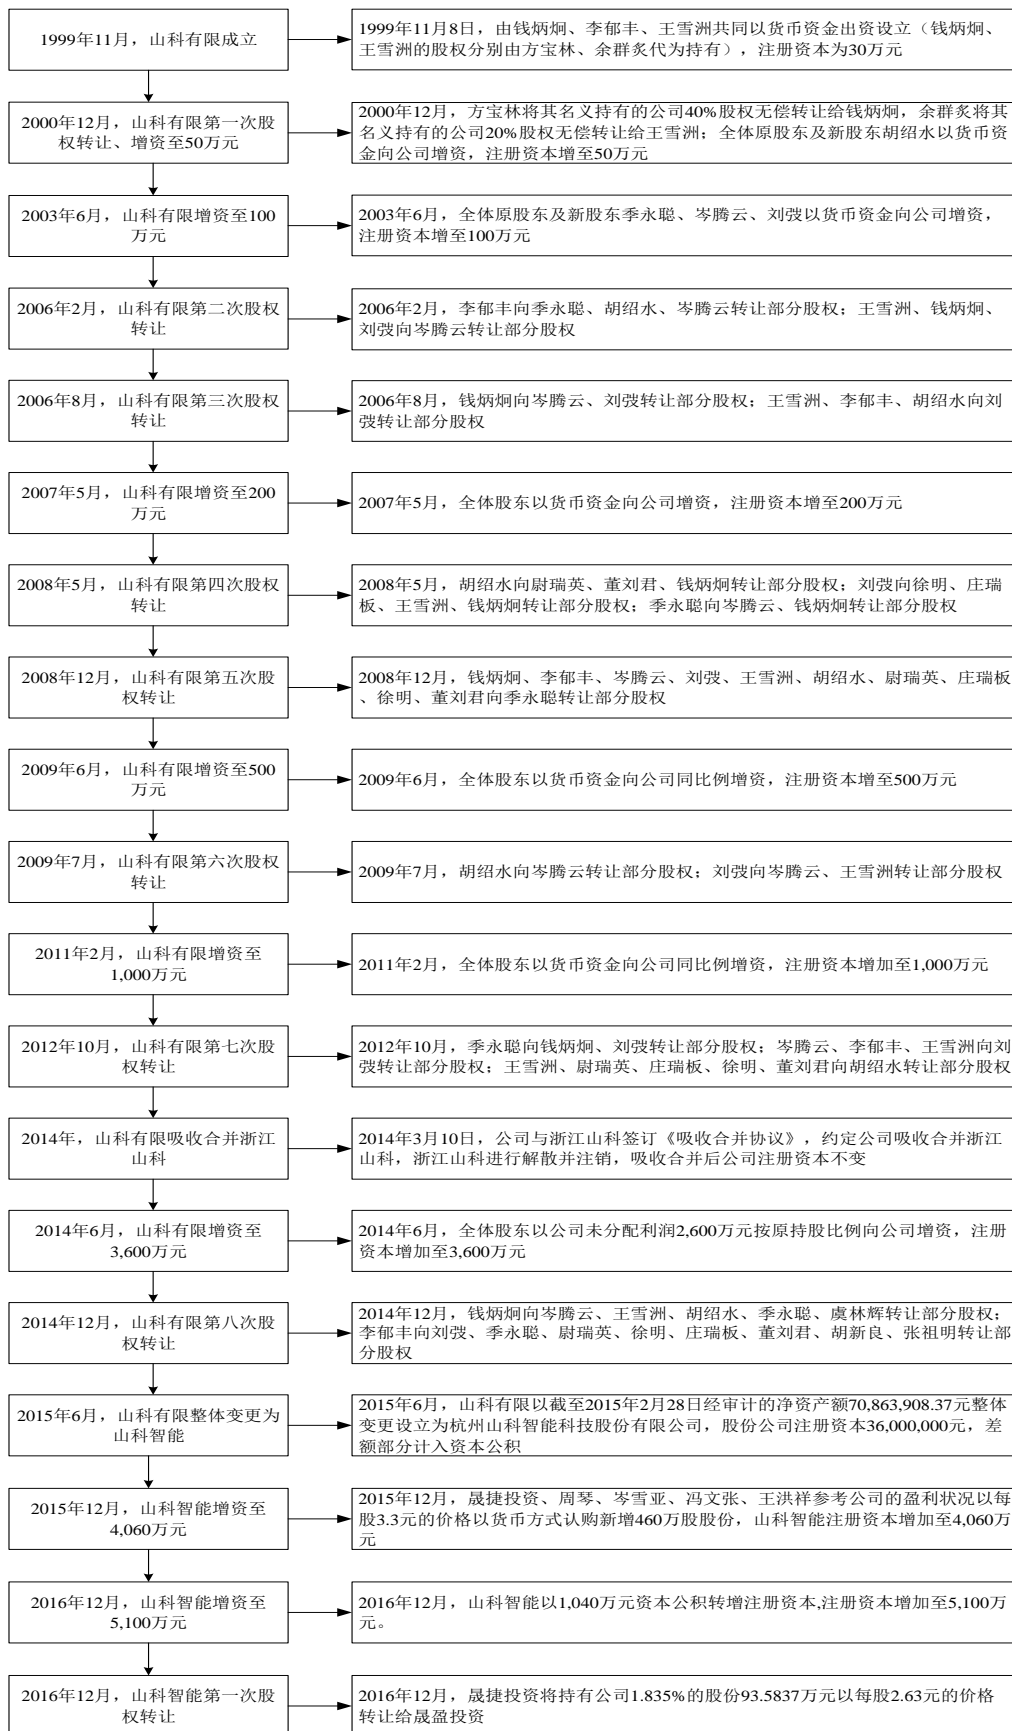 1999年11月，山科有限成立
1999年11月8日，由钱炳炯、李郁丰、王雪洲共同以货币资金出资设立（钱炳炯、
王雪洲的股权分别由方宝林、余群炙代为持有），注册资本为30万元
2000年12月，山科有限第一次股
权转让、增资至50万元
2000年12月，方宝林将其名义持有的公司40%股权无偿转让给钱炳炯，余群炙将其
名义持有的公司20%股权无偿转让给王雪洲；全体原股东及新股东胡绍水以货币资
金向公司增资，注册资本增至50万元
2003年6月，山科有限增资至100
万元
2003年6月，全体原股东及新股东季永聪、岑腾云、刘弢以货币资金向公司增资，
注册资本增至100万元
2006年2月，山科有限第二次股权
转让
2006年2月，李郁丰向季永聪、胡绍水、岑腾云转让部分股权；王雪洲、钱炳炯、
刘弢向岑腾云转让部分股权
2006年8月，山科有限第三次股权
转让
2006年8月，钱炳炯向岑腾云、刘弢转让部分股权；王雪洲、李郁丰、胡绍水向刘
弢转让部分股权
2007年5月，山科有限增资至200
万元
2007年5月，全体股东以货币资金向公司增资，注册资本增至200万元
2008年5月，山科有限第四次股权
转让
2008年5月，胡绍水向尉瑞英、董刘君、钱炳炯转让部分股权；刘弢向徐明、庄瑞
板、王雪洲、钱炳炯转让部分股权；季永聪向岑腾云、钱炳炯转让部分股权
2008年12月，山科有限第五次股
权转让
2008年12月，钱炳炯、李郁丰、岑腾云、刘弢、王雪洲、胡绍水、尉瑞英、庄瑞板
、徐明、董刘君向季永聪转让部分股权
2009年6月，山科有限增资至500
万元
2009年6月，全体股东以货币资金向公司同比例增资，注册资本增至500万元
2009年7月，山科有限第六次股权
转让
2009年7月，胡绍水向岑腾云转让部分股权；刘弢向岑腾云、王雪洲转让部分股权
2011年2月，山科有限增资至
1,000万元
2011年2月，全体股东以货币资金向公司同比例增资，注册资本增加至1,000万元
2012年10月，山科有限第七次股
权转让
2012年10月，季永聪向钱炳炯、刘弢转让部分股权；岑腾云、李郁丰、王雪洲向刘
弢转让部分股权；王雪洲、尉瑞英、庄瑞板、徐明、董刘君向胡绍水转让部分股权
2014年，山科有限吸收合并浙江
山科
2014年3月10日，公司与浙江山科签订《吸收合并协议》，约定公司吸收合并浙江
山科，浙江山科进行解散并注销，吸收合并后公司注册资本不变
2014年6月，山科有限增资至
3,600万元
2014年6月，全体股东以公司未分配利润2,600万元按原持股比例向公司增资，注册
资本增加至3,600万元
2014年12月，山科有限第八次股
权转让
2014年12月，钱炳炯向岑腾云、王雪洲、胡绍水、季永聪、虞林辉转让部分股权；
李郁丰向刘弢、季永聪、尉瑞英、徐明、庄瑞板、董刘君、胡新良、张祖明转让部
分股权
2015年6月，山科有限整体变更为
山科智能
2015年6月，山科有限以截至2015年2月28日经审计的净资产额70,863,908.37元整体
变更设立为杭州山科智能科技股份有限公司，股份公司注册资本36,000,000元，差
额部分计入资本公积
2015年12月，山科智能增资至
4,060万元
2015年12月，晟捷投资、周琴、岑雪亚、冯文张、王洪祥参考公司的盈利状况以每
股3.3元的价格以货币方式认购新增460万股股份，山科智能注册资本增加至4,060万
元
2016年12月，山科智能增资至
5,100万元
2016年12月，山科智能以1,040万元资本公积转增注册资本,注册资本增加至5,100万
元。
2016年12月，山科智能第一次股
权转让
2016年12月，晟捷投资将持有公司1.835%的股份93.5837万元以每股2.63元的价格
转让给晟盈投资